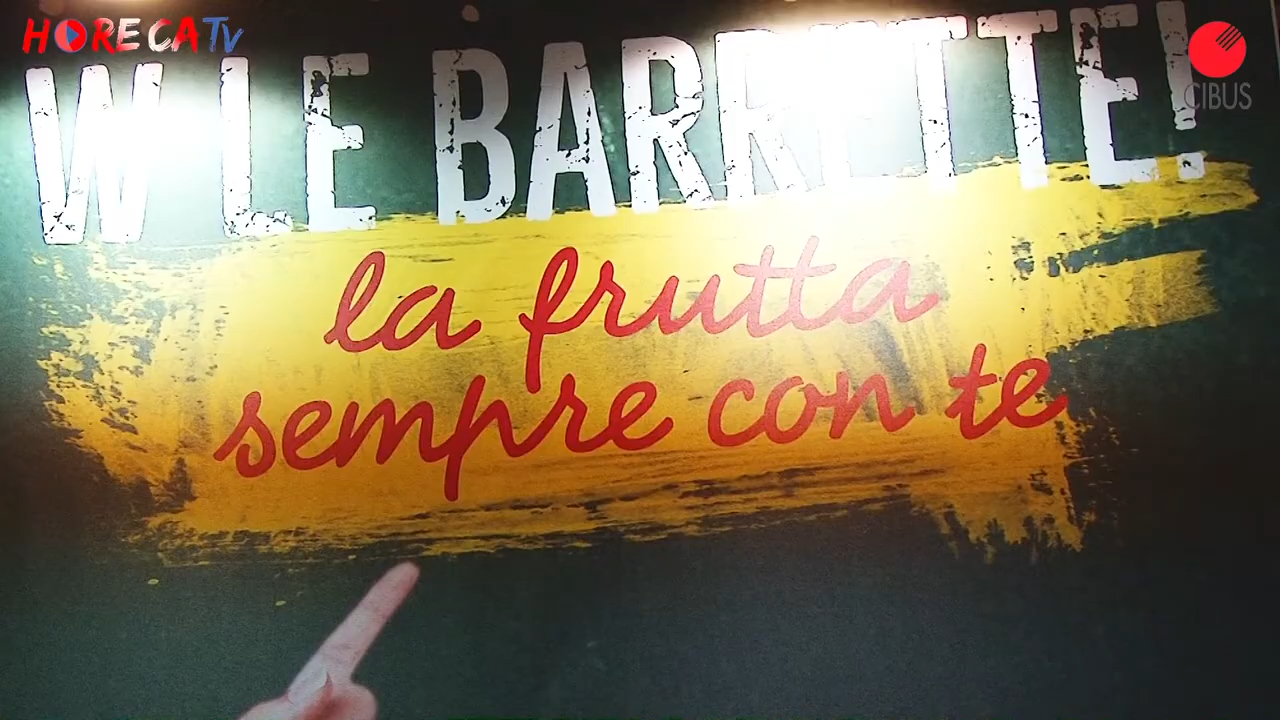 HORECATV
CIBUS
W LE BARRETTE!
la frutta
sempre con te